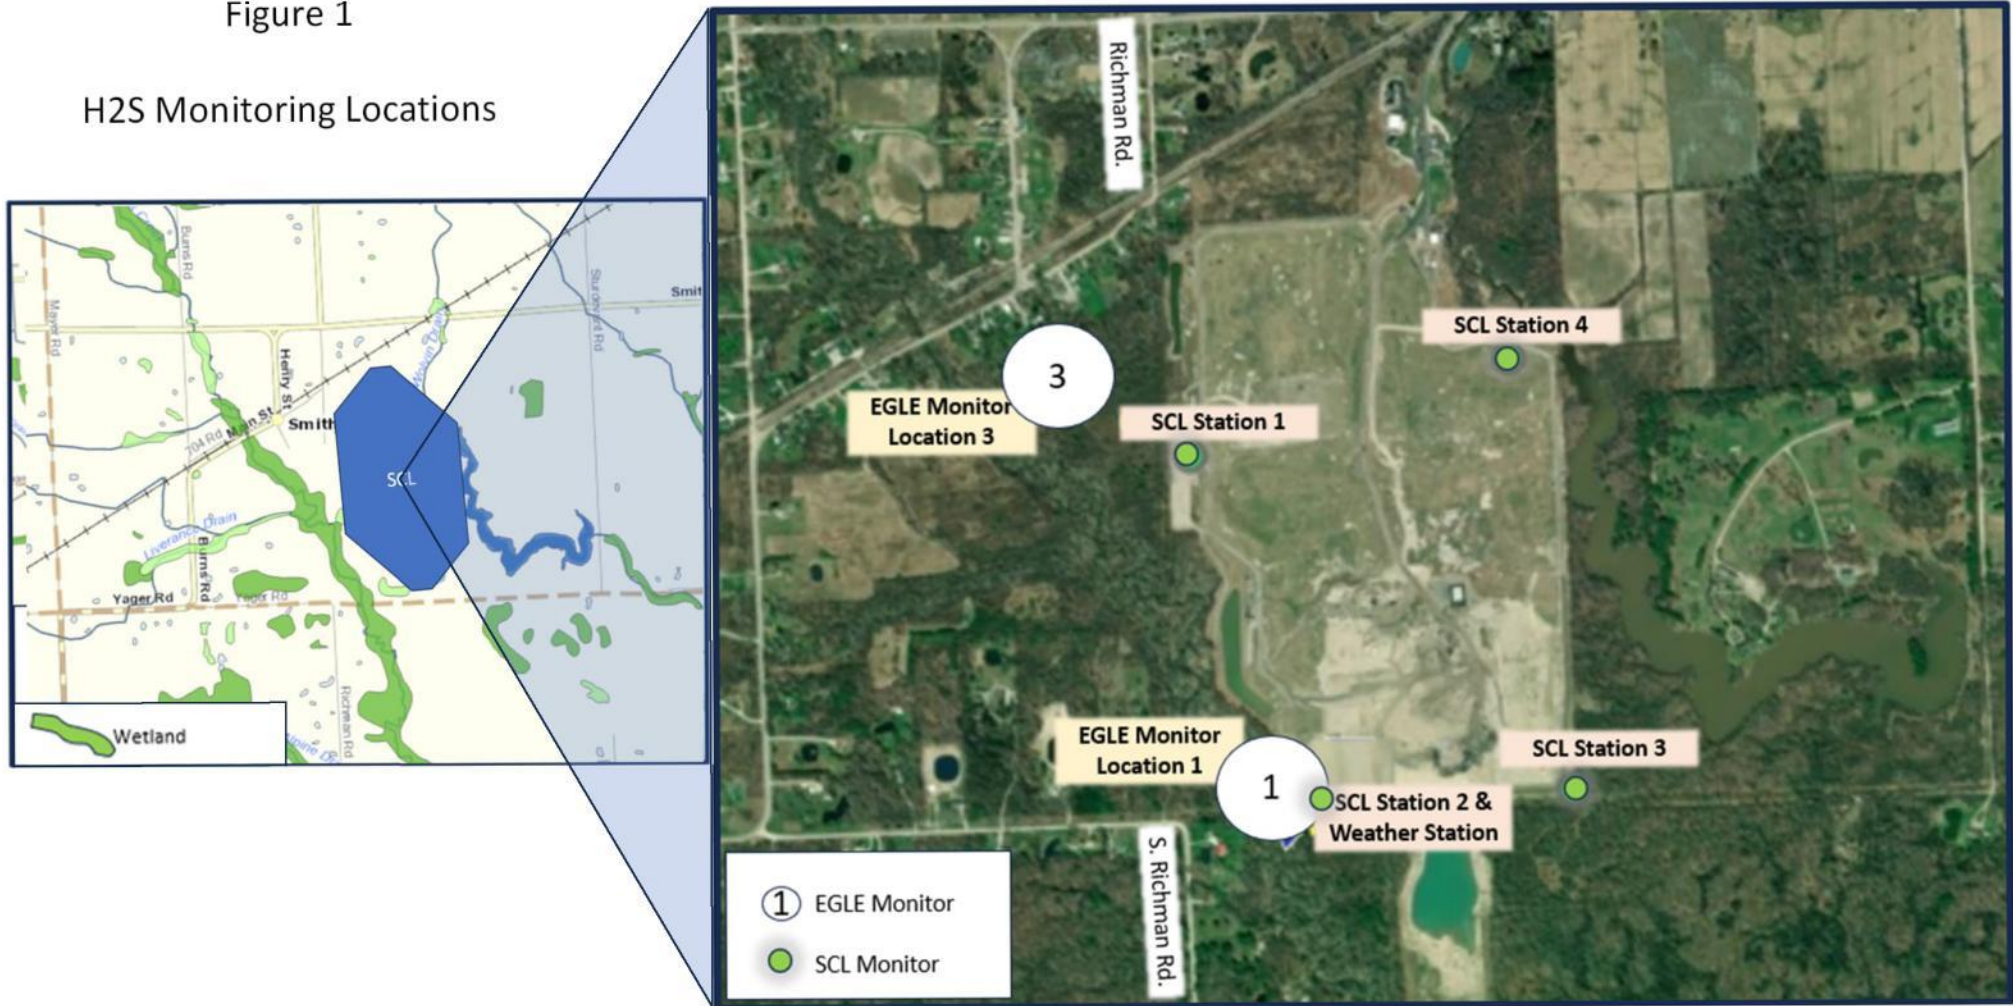 Figure 1
H2S Monitoring Locations
Burns Rd
Mayer Rd
Sturdevant Rd
Smit
Henry St
Main St
704 Rd
Smith
SCL
Liverance Drain
Burns Rd
Yager Rd
Yager Rd
Richman Rd
Wetland
Richman Rd.
SCL Station 4
3
EGLE Monitor
Location 3
SCL Station 1
EGLE Monitor
Location 1
1
SCL Station 3
SCL Station 2 &
Weather Station
S. Richman Rd.
1 EGLE Monitor
SCL Monitor